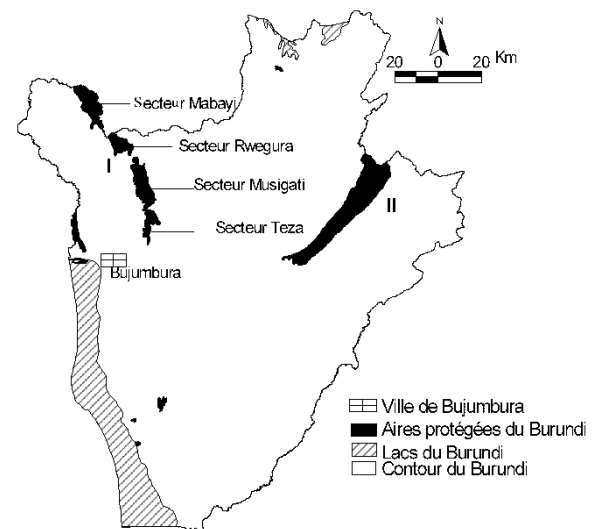 N
20 0 20 Km
Secteur Mabayi
Secteur Rwegura
I
Secteur Musigati
II
Secteur Teza
Bujumbura
Ville de Bujumbura
Aires protégées du Burundi
Lacs du Burundi
Contour du Burundi